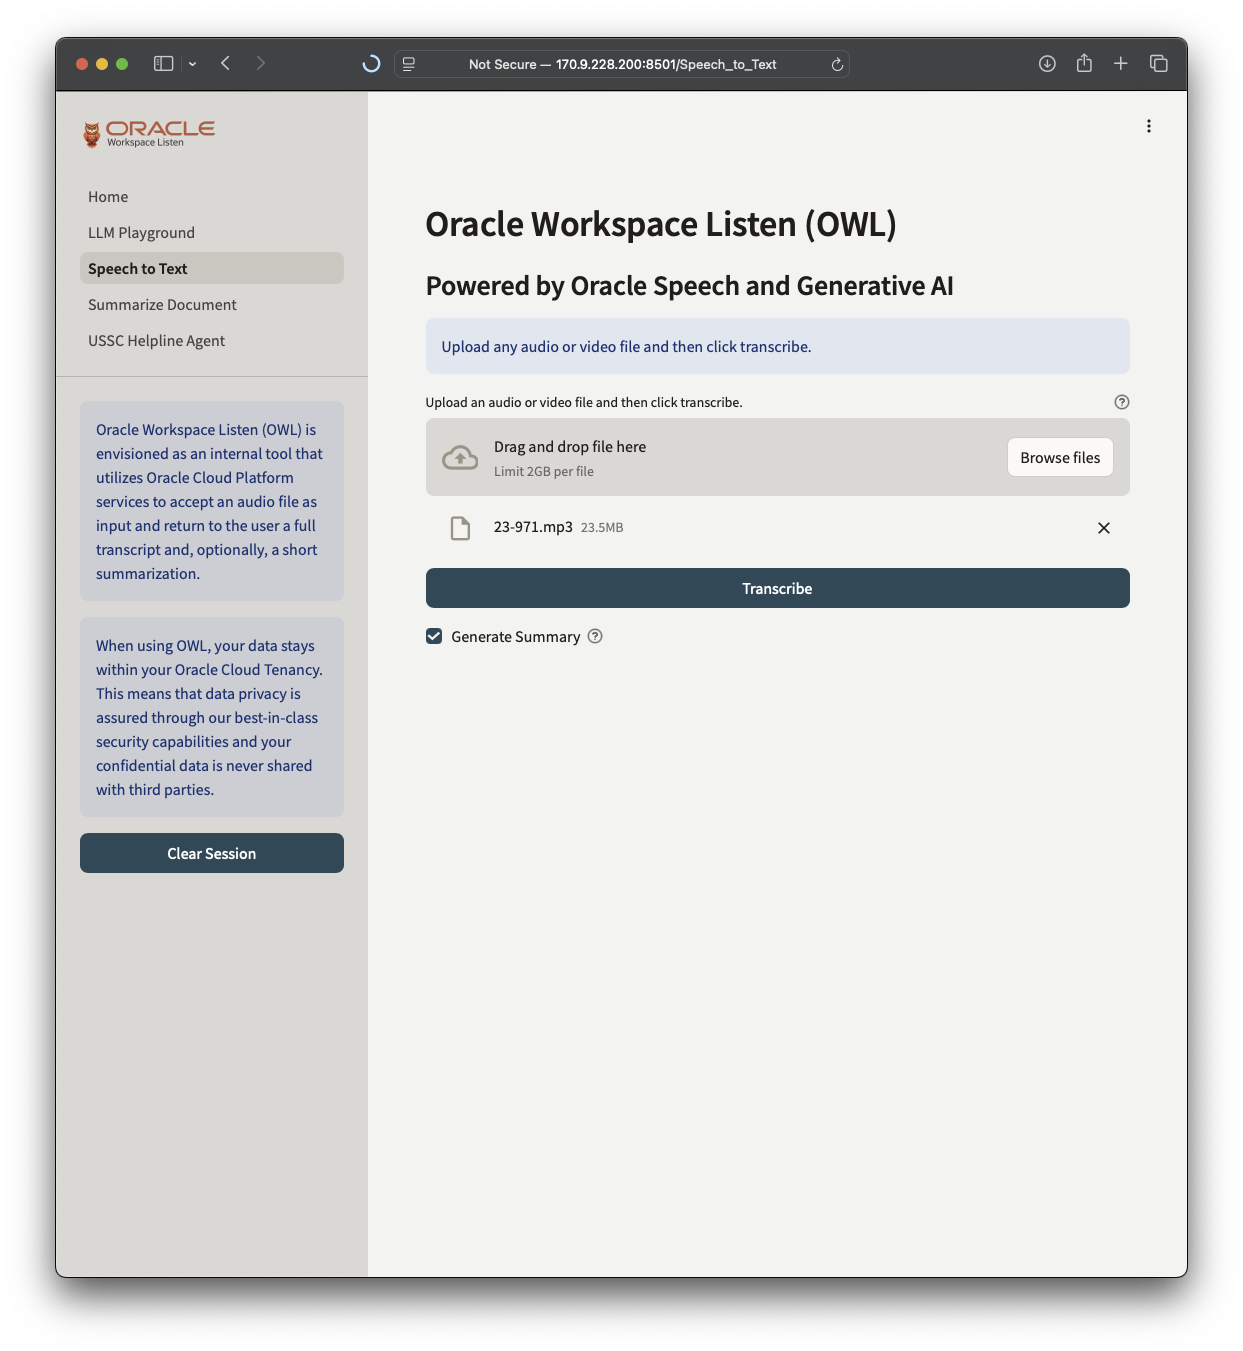 Not Secure — 170.9.228.200:8501/Speech_to_Text
ORACLE
Workspace Listen
Home
LLM Playground
Speech to Text
Summarize Document
USSC Helpline Agent
Oracle Workspace Listen (OWL) is
envisioned as an internal tool that
utilizes Oracle Cloud Platform
services to accept an audio file as
input and return to the user a full
transcript and, optionally, a short
summarization.
When using OWL, your data stays
within your Oracle Cloud Tenancy.
This means that data privacy is
assured through our best-in-class
security capabilities and your
confidential data is never shared
with third parties.
Clear Session
Oracle Workspace Listen (OWL)
Powered by Oracle Speech and Generative AI
Upload any audio or video file and then click transcribe.
Upload an audio or video file and then click transcribe.
Drag and drop file here
Limit 2GB per file
Browse files
23-971.mp3 23.5MB
Transcribe
Generate Summary